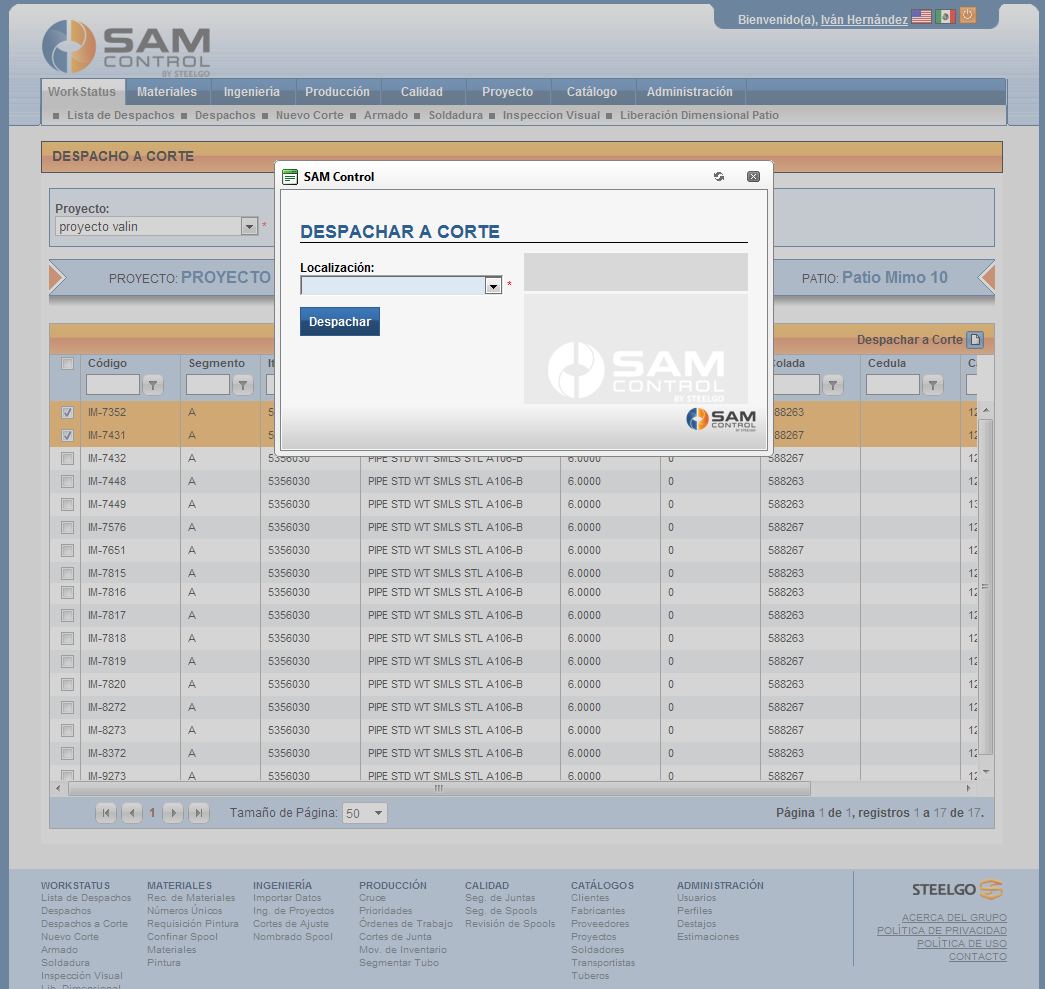 Bienvenido(a), Iván Hernández
SAM
CONTROL
BY STEELGO
WorkStatus Materiales Ingeniería Producción Calidad Proyecto Catálogo Administración
Lista de Despachos Despachos Nuevo Corte Armado Soldadura Inspeccion Visual Liberación Dimensional Patio
DESPACHO A CORTE
SAM Control
Proyecto:
proyecto valin *
DESPACHAR A CORTE
Localización:
*
Despachar
SAM
CONTROL
BY STEELGO
SAM
CONTROL
PROYECTO: PROYECTO PATIO: Patio Mimo 10
Despachar a Corte
Código Segmento It Colada Cedula
IM-7352 A 5 588263 12
IM-7431 A 5 588267 12
IM-7432 A 5356030 PIPE STD WT SMLS STL A106-B 6.0000 0 588267 12
IM-7448 A 5356030 PIPE STD WT SMLS STL A106-B 6.0000 0 588263 12
IM-7449 A 5356030 PIPE STD WT SMLS STL A106-B 6.0000 0 588263 13
IM-7576 A 5356030 PIPE STD WT SMLS STL A106-B 6.0000 0 588267 12
IM-7651 A 5356030 PIPE STD WT SMLS STL A106-B 6.0000 0 588267 12
IM-7815 A 5356030 PIPE STD WT SMLS STL A106-B 6.0000 0 588263 12
IM-7816 A 5356030 PIPE STD WT SMLS STL A106-B 6.0000 0 588263 12
IM-7817 A 5356030 PIPE STD WT SMLS STL A106-B 6.0000 0 588263 12
IM-7818 A 5356030 PIPE STD WT SMLS STL A106-B 6.0000 0 588263 12
IM-7819 A 5356030 PIPE STD WT SMLS STL A106-B 6.0000 0 588267 12
IM-7820 A 5356030 PIPE STD WT SMLS STL A106-B 6.0000 0 588263 12
IM-8272 A 5356030 PIPE STD WT SMLS STL A106-B 6.0000 0 588267 12
IM-8273 A 5356030 PIPE STD WT SMLS STL A106-B 6.0000 0 588267 12
IM-8372 A 5356030 PIPE STD WT SMLS STL A106-B 6.0000 0 588263 12
IM-9273 A 5356030 PIPE STD WT SMLS STL A106-B 6.0000 0 588267 12
1 Tamaño de Página: 50 Página 1 de 1, registros 1 a 17 de 17.
WORKSTATUS MATERIALES INGENIERÍA PRODUCCIÓN CALIDAD CATÁLOGOS ADMINISTRACIÓN STEELGO
Lista de Despachos Rec. de Materiales Importar Datos Cruce Seg. de Juntas Clientes Usuarios
Despachos Números Únicos Ing. de Proyectos Prioridades Seg. de Spools Fabricantes Perfiles ACERCA DEL GRUPO
Despachos a Corte Requisición Pintura Cortes de Ajuste Órdenes de Trabajo Revisión de Spools Proveedores Destajos POLÍTICA DE PRIVACIDAD
Nuevo Corte Confinar Spool Nombrado Spool Cortes de Junta Proyectos Estimaciones POLÍTICA DE USO
Armado Materiales Mov. de Inventario Soldadores CONTACTO
Soldadura Pintura Segmentar Tubo Transportistas
Inspección Visual Tuberos
Lib. Dimensional